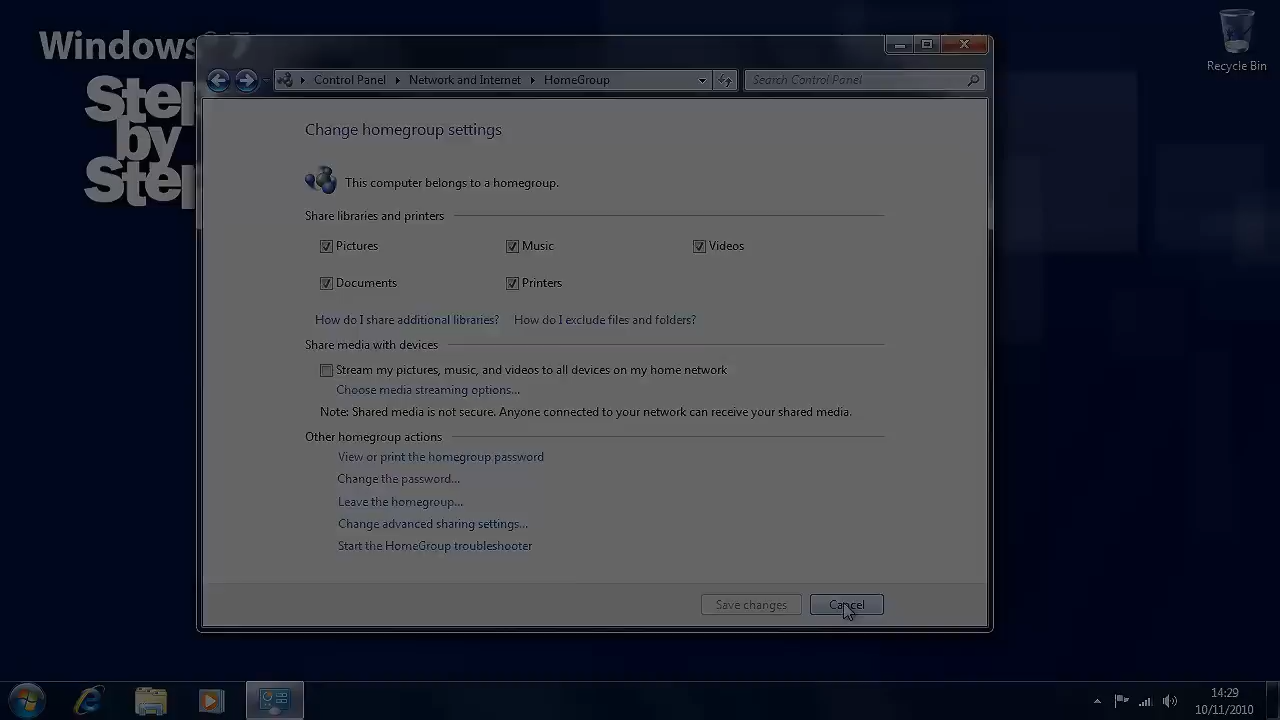 Windows® 7
Step
by
Step
Recycle Bin
Control Panel
Network and Internet
HomeGroup
Search Control Panel
Change homegroup settings
This computer belongs to a homegroup.
Share libraries and printers
Pictures
Music
Videos
Documents
Printers
How do I share additional libraries?
How do I exclude files and folders?
Share media with devices
Stream my pictures, music, and videos to all devices on my home network
Choose media streaming options...
Note: Shared media is not secure. Anyone connected to your network can receive your shared media.
Other homegroup actions
View or print the homegroup password
Change the password...
Leave the homegroup...
Change advanced sharing settings...
Start the HomeGroup troubleshooter
Save changes
Cancel
14:29
10/11/2010